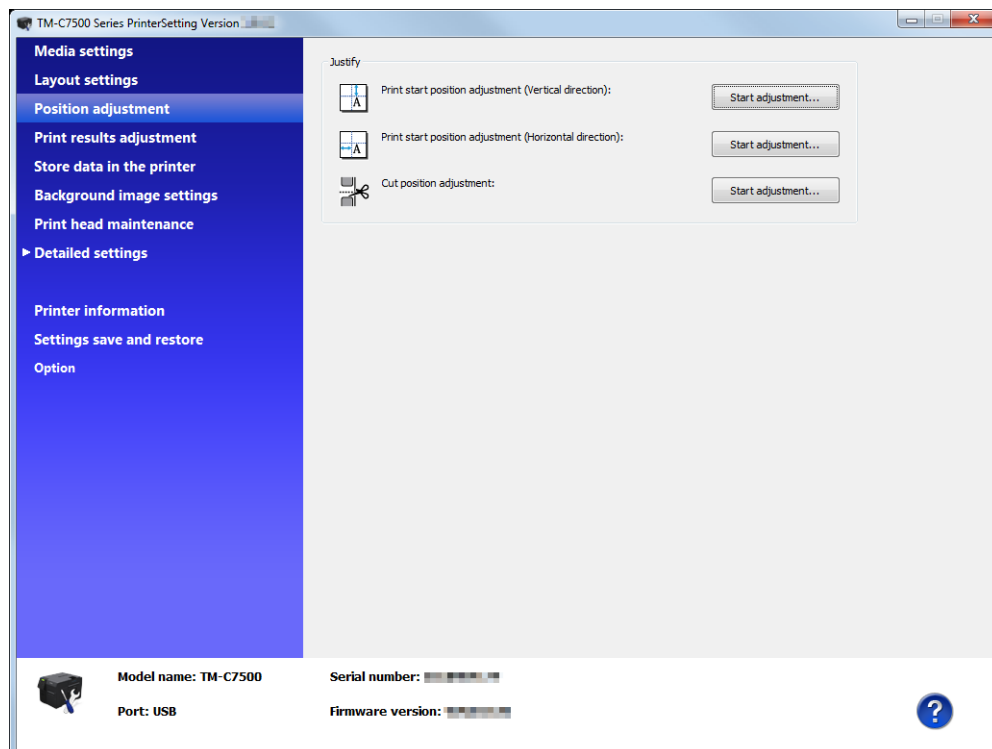 TM-C7500 Series PrinterSetting Version
Media settings
Layout settings
Position adjustment
Print results adjustment
Store data in the printer
Background image settings
Print head maintenance
Detailed settings
Printer information
Settings save and restore
Option
Justify
A
Print start position adjustment (Vertical direction):
Start adjustment...
A
Print start position adjustment (Horizontal direction):
Start adjustment...
Cut position adjustment:
Start adjustment...
Model name: TM-C7500
Serial number:
Port: USB
Firmware version:
?